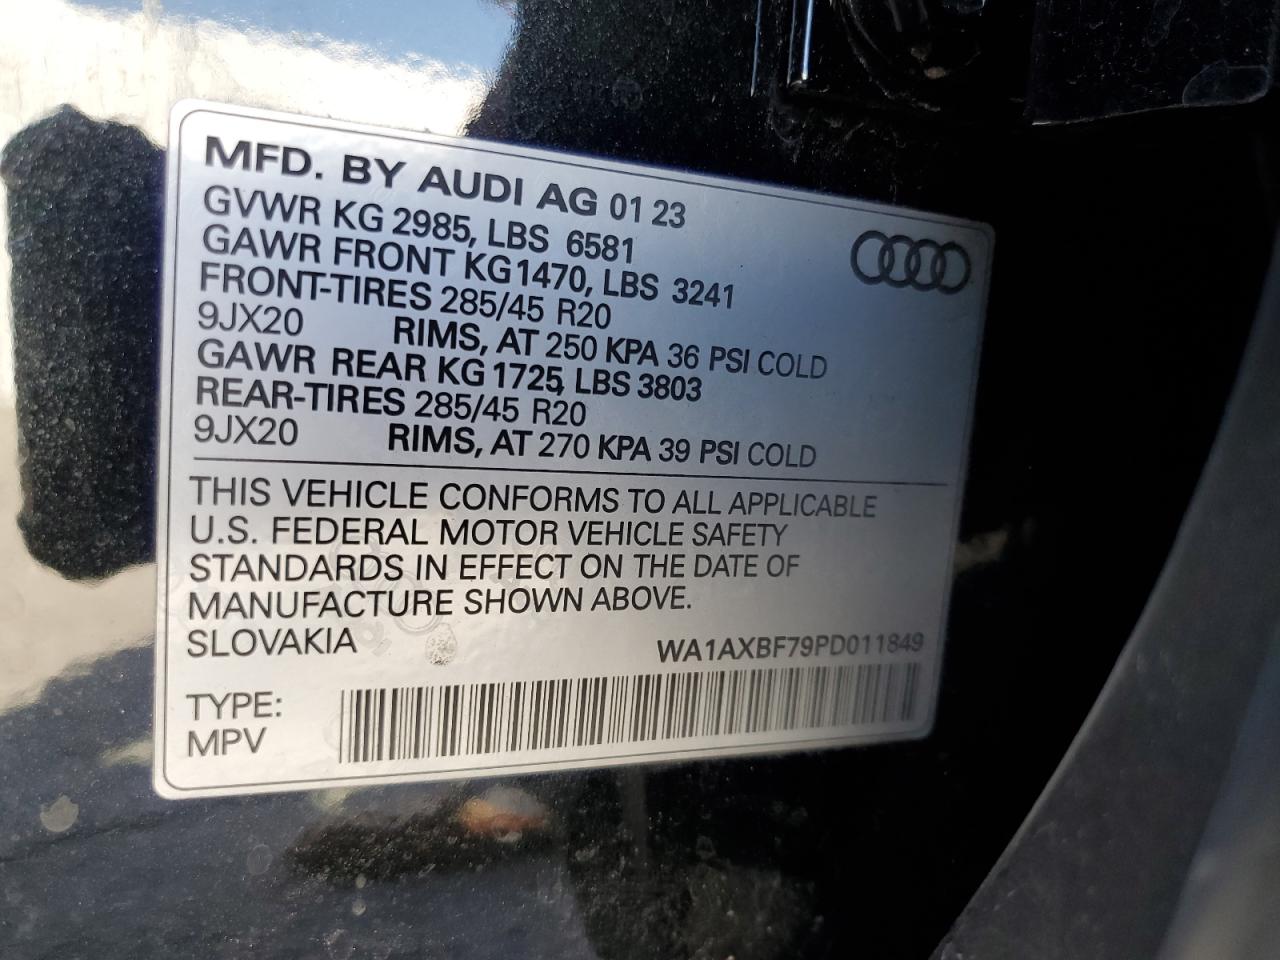 MFD. BY AUDI AG 01 23
GVWR KG 2985, LBS 6581
GAWR FRONT KG1470, LBS 3241
FRONT-TIRES 285/45 R20
9JX20 RIMS, AT 250 KPA 36 PSI COLD
GAWR REAR KG1725, LBS 3803
REAR-TIRES 285/45 R20
9JX20 RIMS, AT 270 KPA 39 PSI COLD
THIS VEHICLE CONFORMS TO ALL APPLICABLE
U.S. FEDERAL MOTOR VEHICLE SAFETY
STANDARDS IN EFFECT ON THE DATE OF
MANUFACTURE SHOWN ABOVE.
SLOVAKIA WA1AXBF79PD011849
TYPE:
MPV